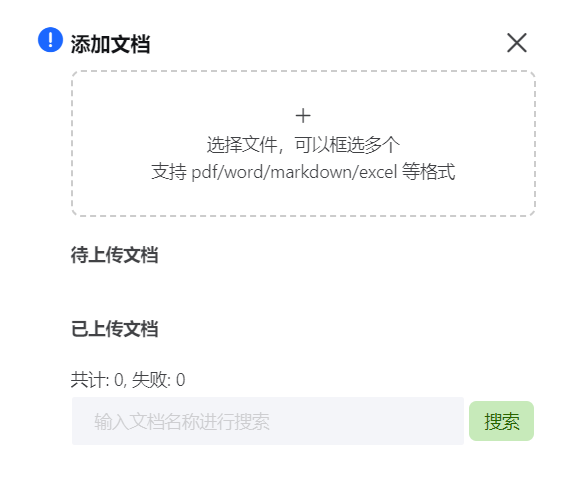 添加文档
选择文件，可以框选多个
支持 pdf/word/markdown/excel 等格式
待上传文档
已上传文档
共计: 0, 失败: 0
输入文档名称进行搜索
搜索